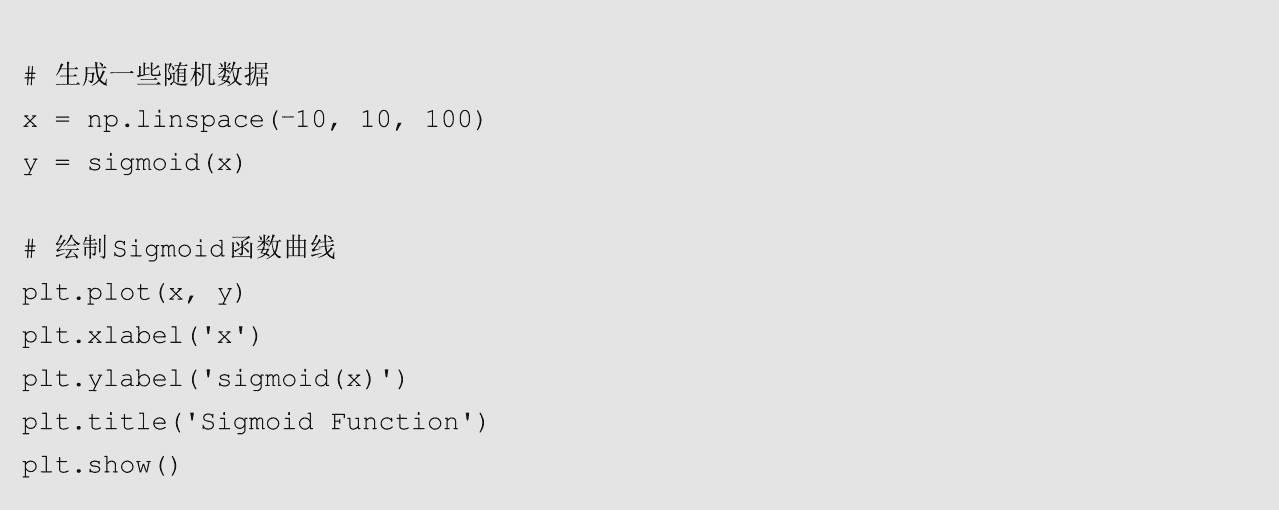 # 生成一些随机数据
x = np.linspace(-10, 10, 100)
y = sigmoid(x)
# 绘制Sigmoid函数曲线
plt.plot(x, y)
plt.xlabel('x')
plt.ylabel('sigmoid(x)')
plt.title('Sigmoid Function')
plt.show()